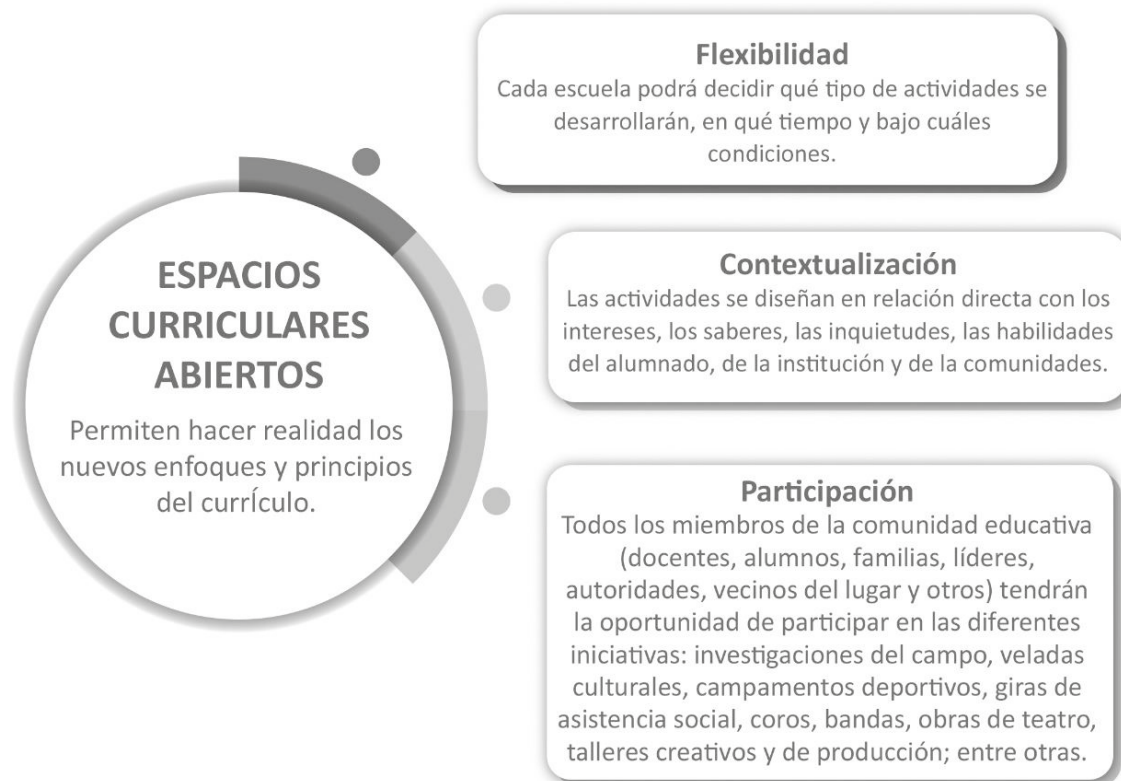 ESPACIOS
CURRICULARES
ABIERTOS
Permiten hacer realidad los
nuevos enfoques y principios
del currÍculo.
Flexibilidad
Cada escuela podrá decidir qué tipo de actividades se
desarrollarán, en qué tiempo y bajo cuáles
condiciones.
Contextualización
Las actividades se diseñan en relación directa con los
intereses, los saberes, las inquietudes, las habilidades
del alumnado, de la institución y de la comunidades.
Participación
Todos los miembros de la comunidad educativa
(docentes, alumnos, familias, líderes,
autoridades, vecinos del lugar y otros) tendrán
la oportunidad de participar en las diferentes
iniciativas: investigaciones del campo, veladas
culturales, campamentos deportivos, giras de
asistencia social, coros, bandas, obras de teatro,
talleres creativos y de producción; entre otras.